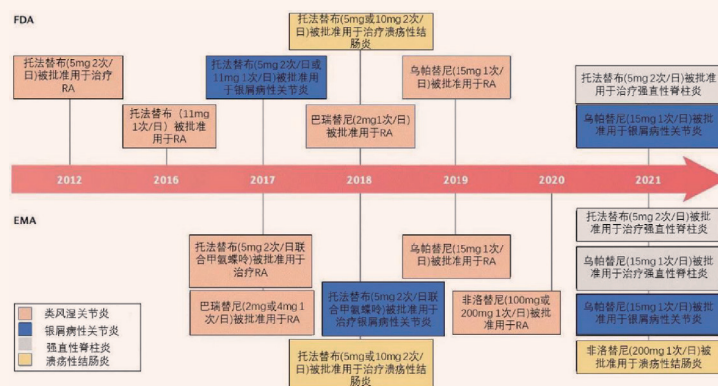 FDA
托法替布(5mg 2次/
日)被批准用于治疗
RA
托法替布（11mg
1次/日）被批准
用于RA
托法替布(5mg 2次/日或
11mg 1次/日)被批准用
于银屑病性关节炎
托法替布(5mg或10mg 2次/
日)被批准用于治疗溃疡性结
肠炎
巴瑞替尼(2mg1次/日)
被批准用于RA
乌帕替尼(15mg 1次/
日)被批准用于RA
托法替布(5mg 2次/日)被批准
用于治疗强直性脊柱炎
乌帕替尼(15mg 1次/日)被批
准用于银屑病性关节炎
2012
2016
2017
2018
2019
2020
2021
EMA
托法替布(5mg 2次/日联
合甲氨蝶呤)被批准用于
治疗RA
巴瑞替尼(2mg或4mg 1
次/日)被批准用于RA
托法替布(5mg 2次/日联合
甲氨蝶呤)被批准用于
治疗银屑病性关节炎
托法替布(5mg或10mg 2次/
日)被批准用于治疗溃疡性结
肠炎
乌帕替尼(15mg 1次/
日)被批准用于RA
非洛替尼(100mg或
200mg 1次/日)被批
准用于RA
托法替布(5mg 2次/日)被批
准用于治疗强直性脊柱炎
乌帕替尼(15mg 1次/日)被批
准用于治疗强直性脊柱炎
乌帕替尼(15mg 1次/日)被批
准用于银屑病性关节炎
非洛替尼(200mg 1次/日)被
批准用于溃疡性结肠炎
类风湿关节炎
银屑病性关节炎
强直性脊柱炎
溃疡性结肠炎